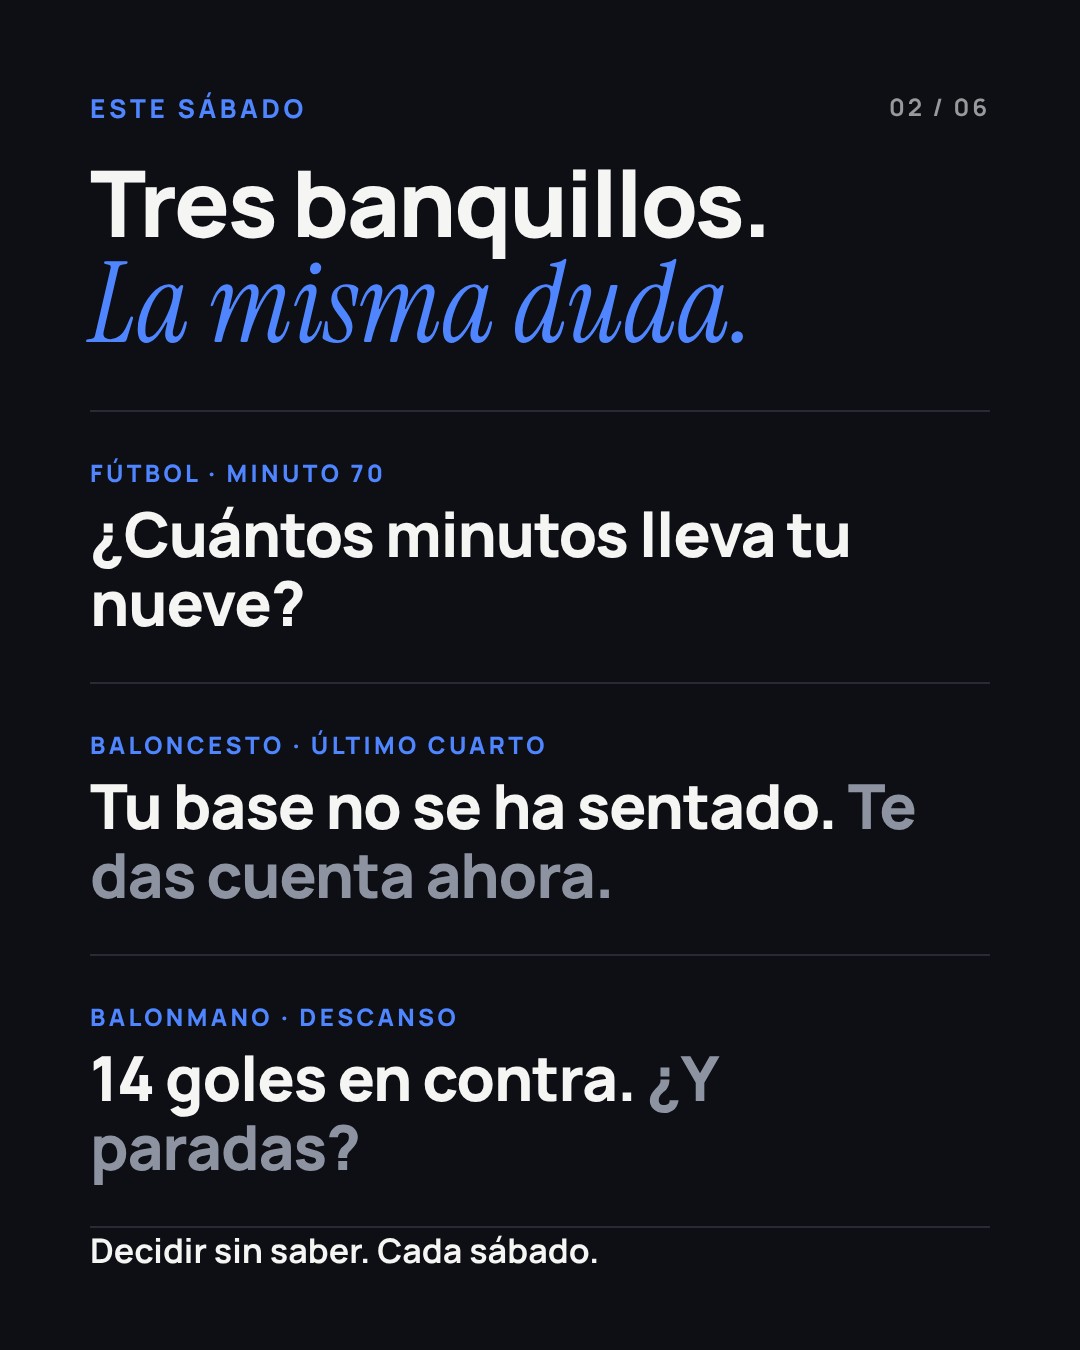 ESTE SÁBADO
02 / 06
Tres banquillos.
La misma duda.
FÚTBOL · MINUTO 70
¿Cuántos minutos lleva tu
nueve?
BALONCESTO · ÚLTIMO CUARTO
Tu base no se ha sentado. Te
das cuenta ahora.
BALONMANO · DESCANSO
14 goles en contra. ¿Y
paradas?
Decidir sin saber. Cada sábado.